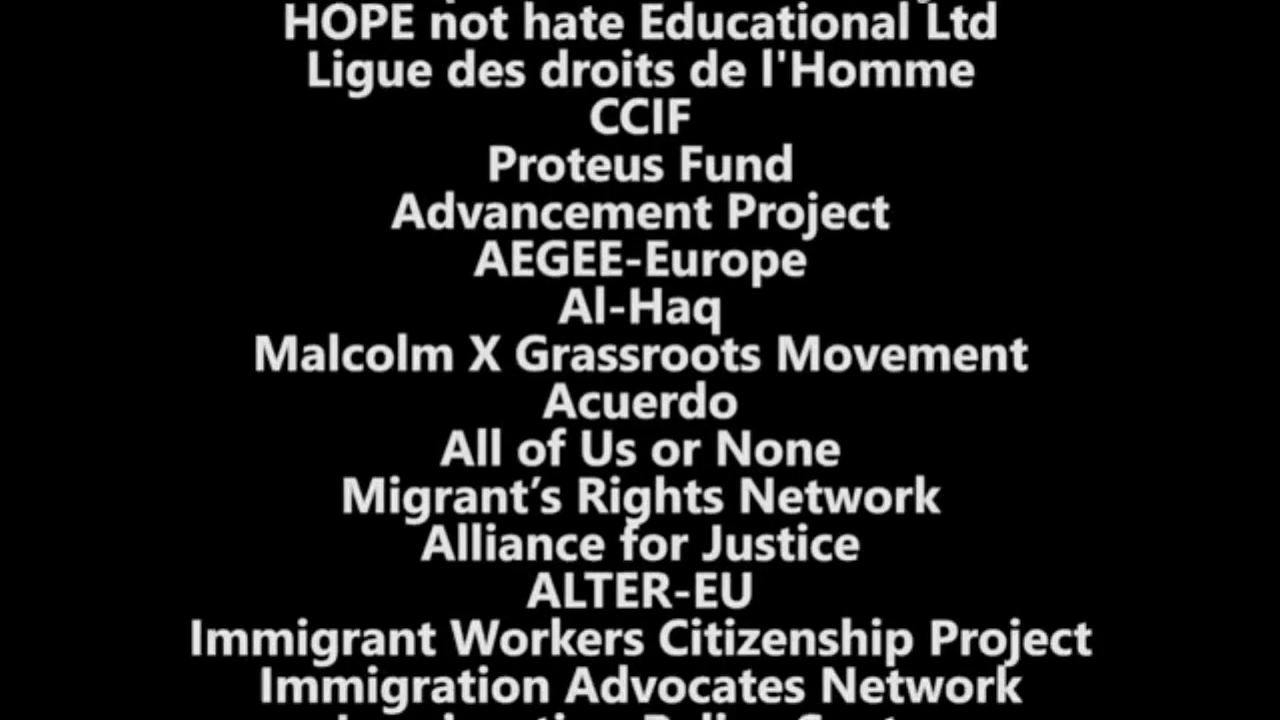 HOPE not hate Educational Ltd
Ligue des droits de l'Homme
CCIF
Proteus Fund
Advancement Project
AEGEE-Europe
Al-Haq
Malcolm X Grassroots Movement
Acuerdo
All of Us or None
Migrant’s Rights Network
Alliance for Justice
ALTER-EU
Immigrant Workers Citizenship Project
Immigration Advocates Network